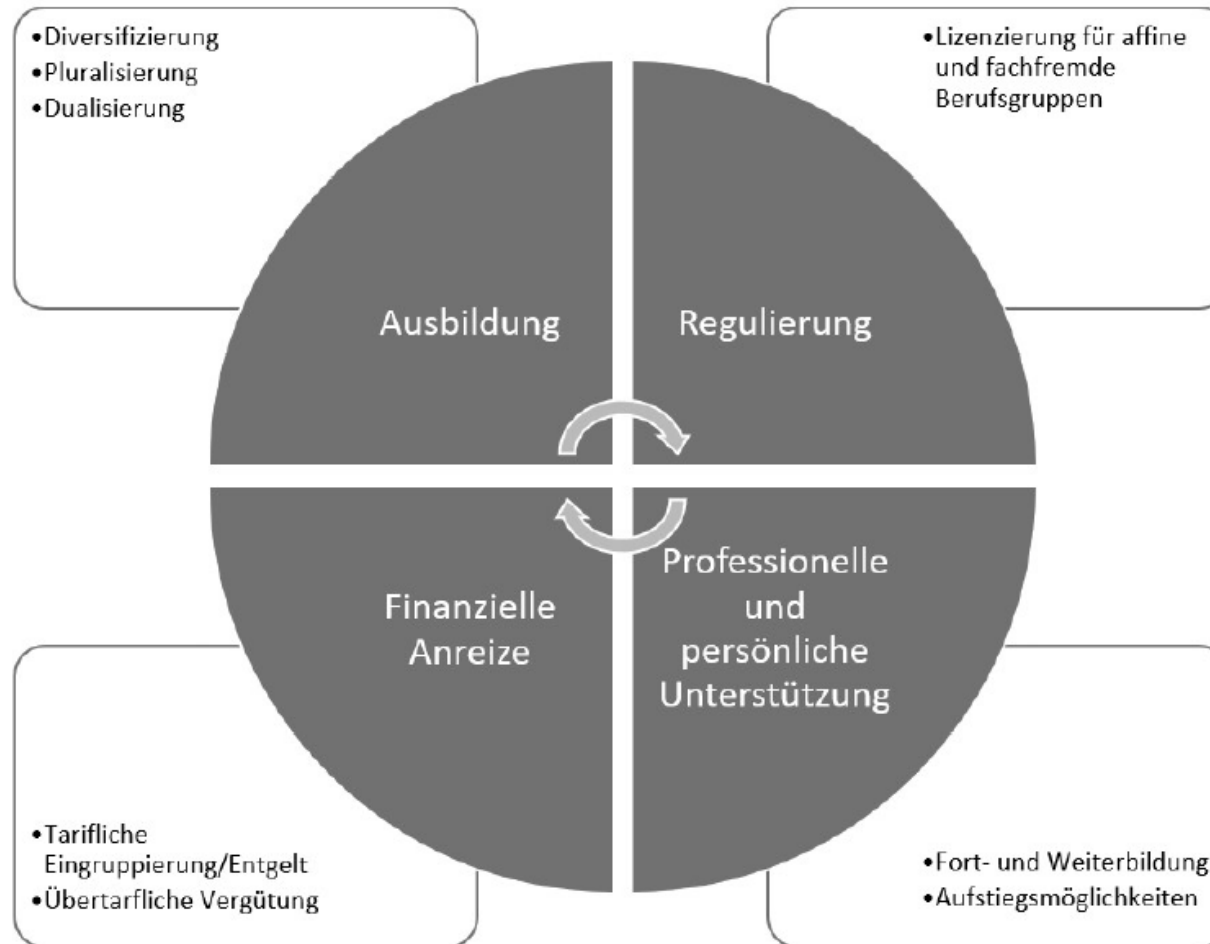 •Diversifizierung
•Pluralisierung
•Dualisierung
•Lizenzierung für affine
und fachfremde
Berufsgruppen
Ausbildung
Regulierung
Finanzielle
Anreize
Professionelle
und
persönliche
Unterstützung
•Tarifliche
Eingruppierung/Entgelt
•Übertarfliche Vergütung
•Fort- und Weiterbildung
•Aufstiegsmöglichkeiten